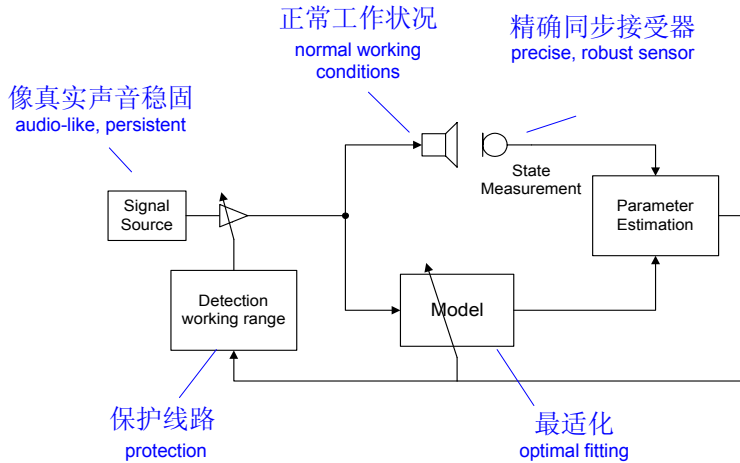 正常工作状况
normal working
conditions
精确同步接受器
precise, robust sensor
像真实声音稳固
audio-like, persistent
State
Measurement
Signal
Source
Parameter
Estimation
Detection
working range
Model
保护线路
protection
最适化
optimal fitting